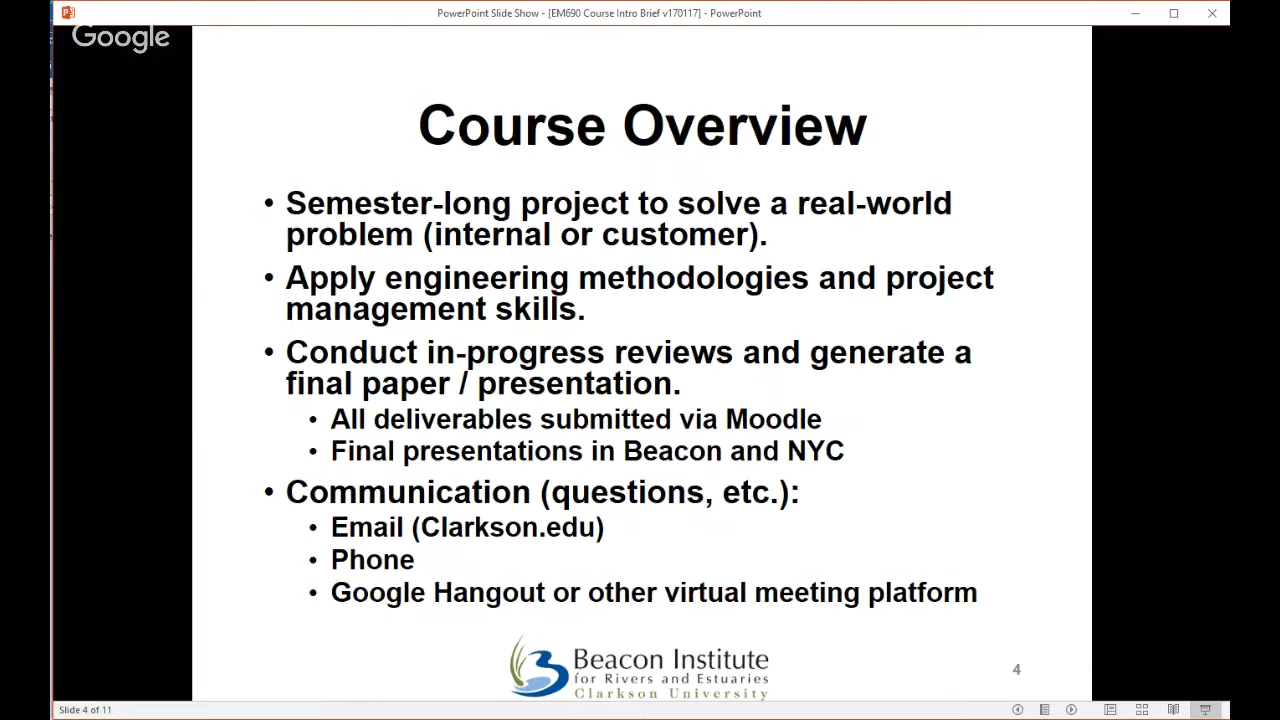 PowerPoint Slide Show - [EM690 Course Intro Brief v170117] - PowerPoint
Google
Course Overview
• Semester-long project to solve a real-world
problem (internal or customer).
• Apply engineering methodologies and project
management skills.
• Conduct in-progress reviews and generate a
final paper / presentation.
• All deliverables submitted via Moodle
• Final presentations in Beacon and NYC
• Communication (questions, etc.):
• Email (Clarkson.edu)
• Phone
• Google Hangout or other virtual meeting platform
Beacon Institute
for Rivers and Estuaries
Clarkson University
4
Slide 4 of 11